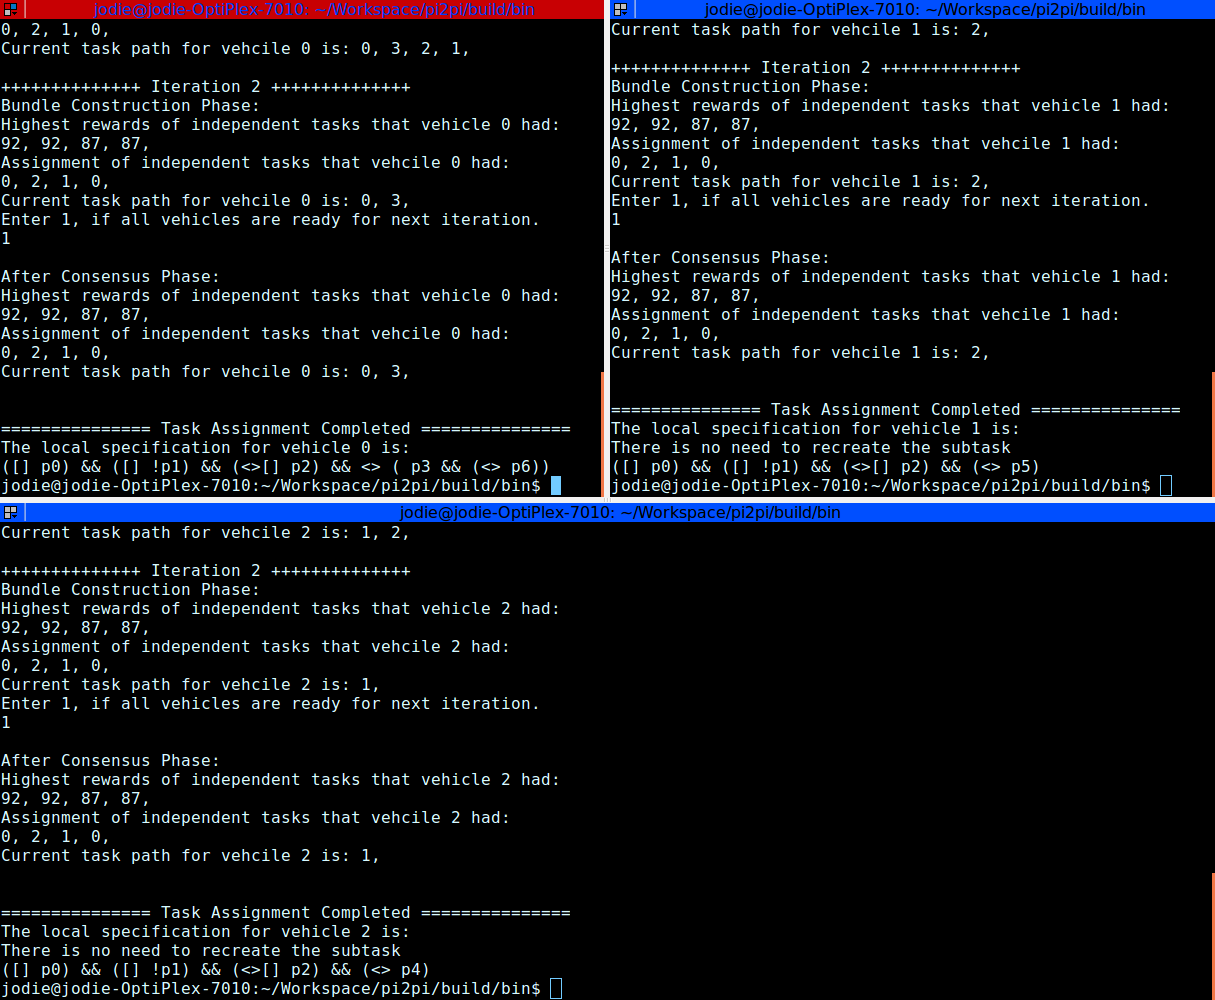 jodie@jodie-OptiPlex-7010: ~/Workspace/pi2pi/build/bin
0, 2, 1, 0,
Current task path for vehcile 0 is: 0, 3, 2, 1,
++++++++++++++ Iteration 2 ++++++++++++++
Bundle Construction Phase:
Highest rewards of independent tasks that vehicle 0 had:
92, 92, 87, 87,
Assignment of independent tasks that vehcile 0 had:
0, 2, 1, 0,
Current task path for vehcile 0 is: 0, 3,
Enter 1, if all vehicles are ready for next iteration.
1
After Consensus Phase:
Highest rewards of independent tasks that vehicle 0 had:
92, 92, 87, 87,
Assignment of independent tasks that vehcile 0 had:
0, 2, 1, 0,
Current task path for vehcile 0 is: 0, 3,
=============== Task Assignment Completed ===============
The local specification for vehicle 0 is:
([] p0) && ([] !p1) && (<>[] p2) && <> ( p3 && (<> p6))
jodie@jodie-OptiPlex-7010:~/Workspace/pi2pi/build/bin$
jodie@jodie-OptiPlex-7010: ~/Workspace/pi2pi/build/bin
Current task path for vehcile 1 is: 2,
++++++++++++++ Iteration 2 ++++++++++++++
Bundle Construction Phase:
Highest rewards of independent tasks that vehicle 1 had:
92, 92, 87, 87,
Assignment of independent tasks that vehcile 1 had:
0, 2, 1, 0,
Current task path for vehcile 1 is: 2,
Enter 1, if all vehicles are ready for next iteration.
1
After Consensus Phase:
Highest rewards of independent tasks that vehicle 1 had:
92, 92, 87, 87,
Assignment of independent tasks that vehcile 1 had:
0, 2, 1, 0,
Current task path for vehcile 1 is: 2,
=============== Task Assignment Completed ===============
The local specification for vehicle 1 is:
There is no need to recreate the subtask
([] p0) && ([] !p1) && (<>[] p2) && (<> p5)
jodie@jodie-OptiPlex-7010:~/Workspace/pi2pi/build/bin$
jodie@jodie-OptiPlex-7010: ~/Workspace/pi2pi/build/bin
Current task path for vehcile 2 is: 1, 2,
++++++++++++++ Iteration 2 ++++++++++++++
Bundle Construction Phase:
Highest rewards of independent tasks that vehicle 2 had:
92, 92, 87, 87,
Assignment of independent tasks that vehcile 2 had:
0, 2, 1, 0,
Current task path for vehcile 2 is: 1,
Enter 1, if all vehicles are ready for next iteration.
1
After Consensus Phase:
Highest rewards of independent tasks that vehicle 2 had:
92, 92, 87, 87,
Assignment of independent tasks that vehcile 2 had:
0, 2, 1, 0,
Current task path for vehcile 2 is: 1,
=============== Task Assignment Completed ===============
The local specification for vehicle 2 is:
There is no need to recreate the subtask
([] p0) && ([] !p1) && (<>[] p2) && (<> p4)
jodie@jodie-OptiPlex-7010:~/Workspace/pi2pi/build/bin$